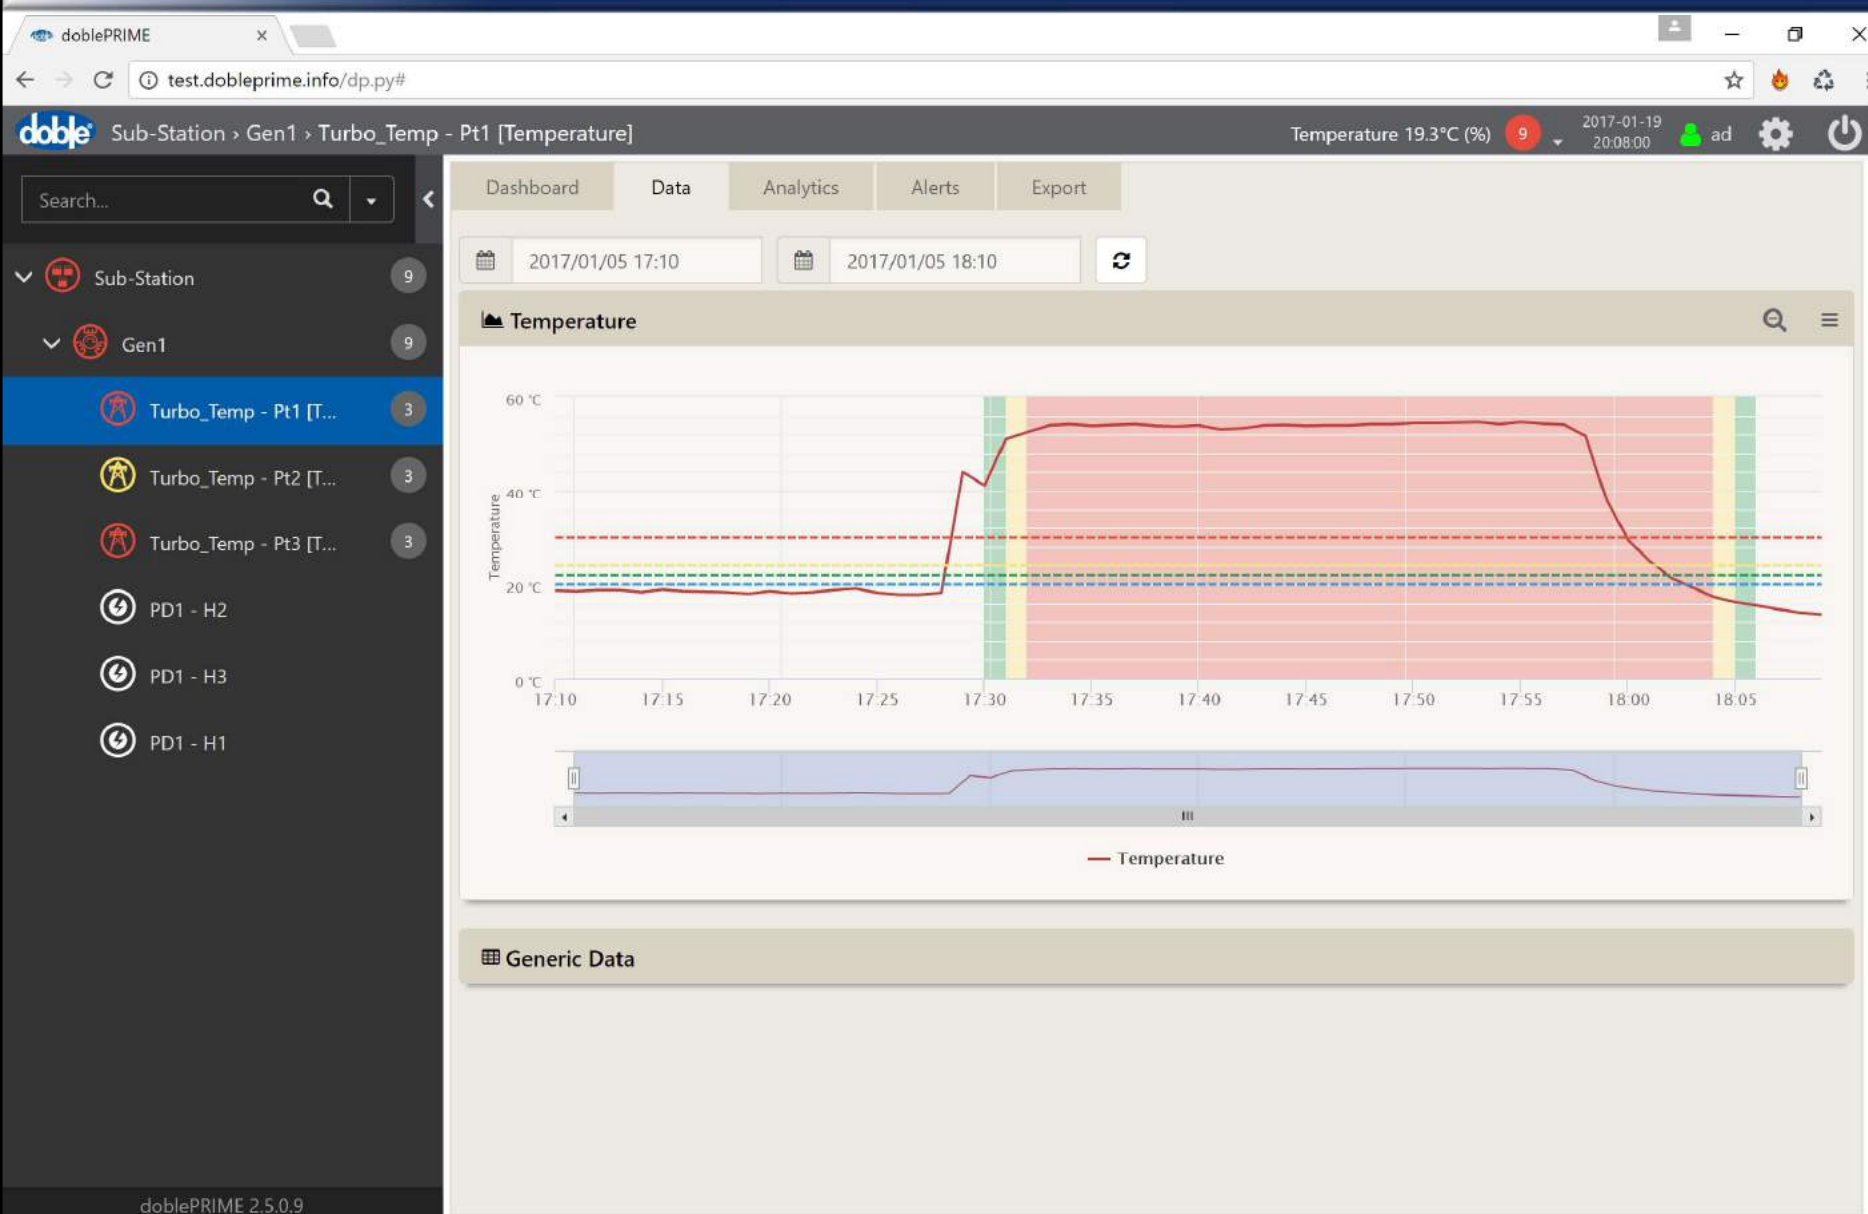 doblePRIME
test.dobleprime.info/dp.py#
doble Sub-Station › Gen1 › Turbo_Temp - Pt1 [Temperature]
Temperature 19.3°C (%) 9 2017-01-19 20:08:00 ad
Search...
Sub-Station 9
Gen1 9
Turbo_Temp - Pt1 [T... 3
Turbo_Temp - Pt2 [T... 3
Turbo_Temp - Pt3 [T... 3
PD1 - H2
PD1 - H3
PD1 - H1
doblePRIME 2.5.0.9
Dashboard Data Analytics Alerts Export
2017/01/05 17:10 2017/01/05 18:10
Temperature
Temperature
60 °C
40 °C
20 °C
0 °C
17:10 17:15 17:20 17:25 17:30 17:35 17:40 17:45 17:50 17:55 18:00 18:05
Temperature
Generic Data